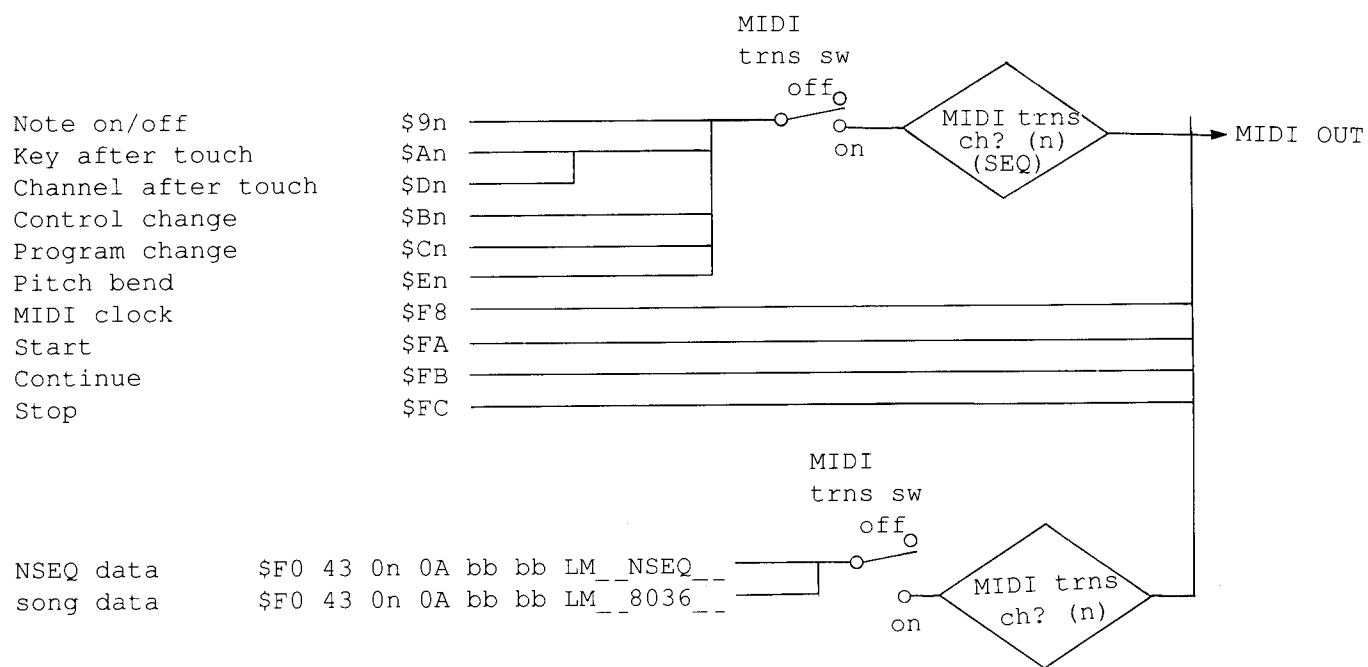 MIDI
trns sw
off
Note on/off $9n
Key after touch $An
Channel after touch $Dn
Control change $Bn
Program change $Cn
Pitch bend $En
MIDI clock $F8
Start $FA
Continue $FB
Stop $FC
on
MIDI trns
ch? (n)
(SEQ)
MIDI OUT
MIDI
trns sw
off
NSEQ data $F0 43 0n 0A bb bb LM__NSEQ__
song data $F0 43 0n 0A bb bb LM__8036__
on
MIDI trns
ch? (n)